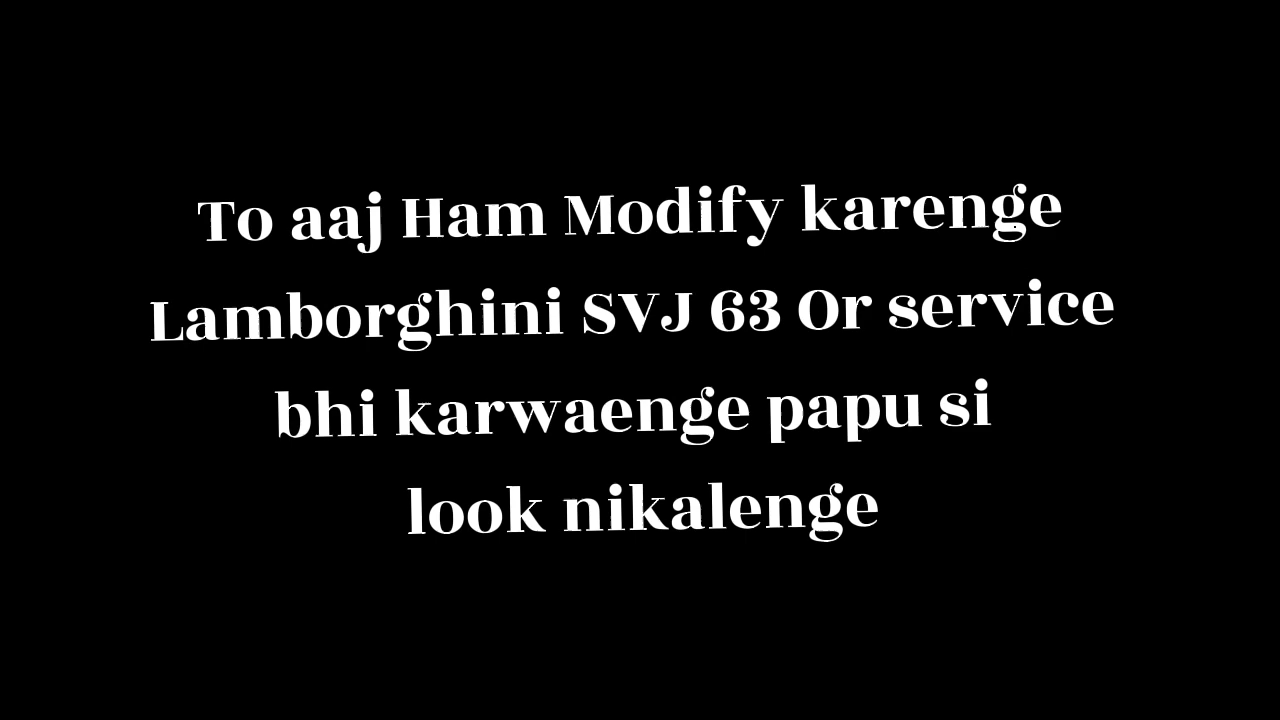 To aaj Ham Modify karenge
Lamborghini SVJ 63 Or service
bhi karwaenge papu si
look nikalenge